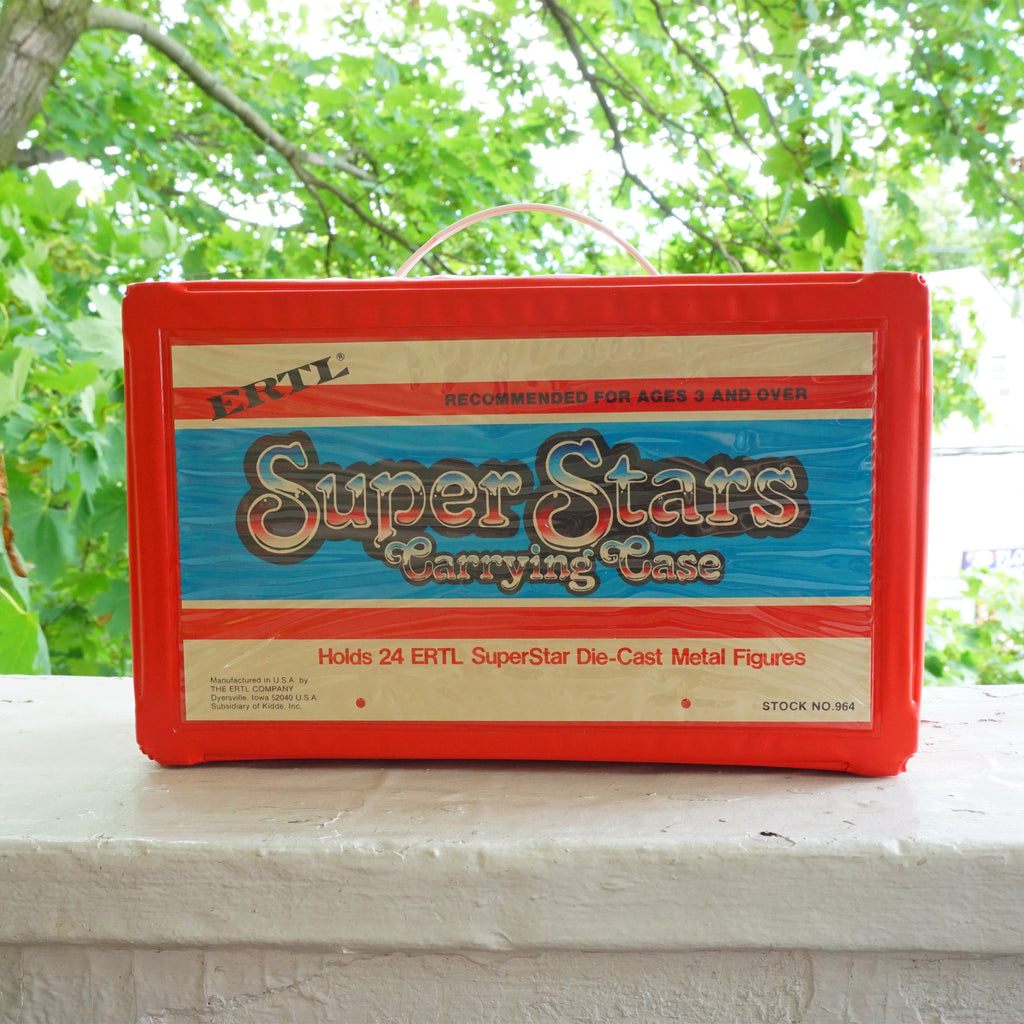 ERTL®
RECOMMENDED FOR AGES 3 AND OVER
Super Stars
Carrying Case
Holds 24 ERTL SuperStar Die-Cast Metal Figures
Manufactured in U.S.A. by
THE ERTL COMPANY
Dyersville, Iowa 52040 U.S.A.
Subsidiary of Kidde, Inc.
STOCK NO.964